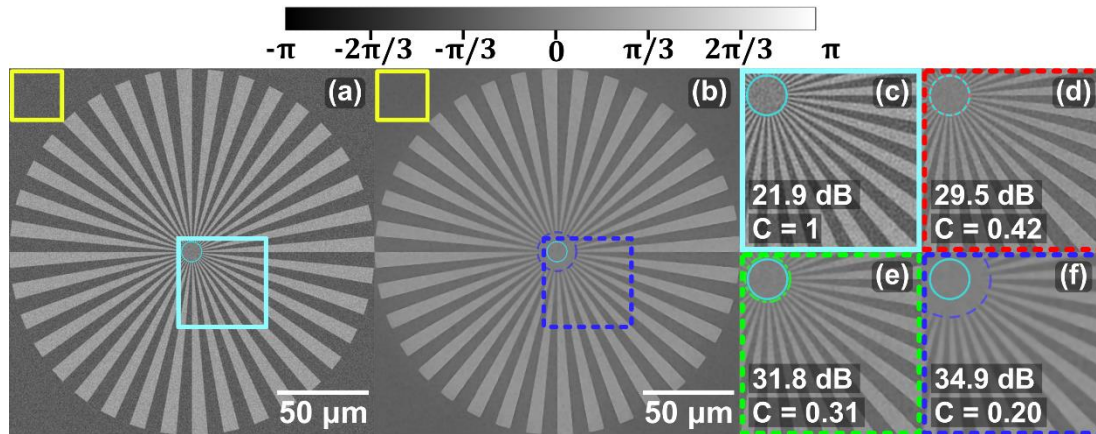 -π -2π/3 -π/3 0 π/3 2π/3 π
(a) (b) (c) (d)
21.9 dB 29.5 dB
C = 1 C = 0.42
(e) (f)
31.8 dB 34.9 dB
50 μm 50 μm C = 0.31 C = 0.20